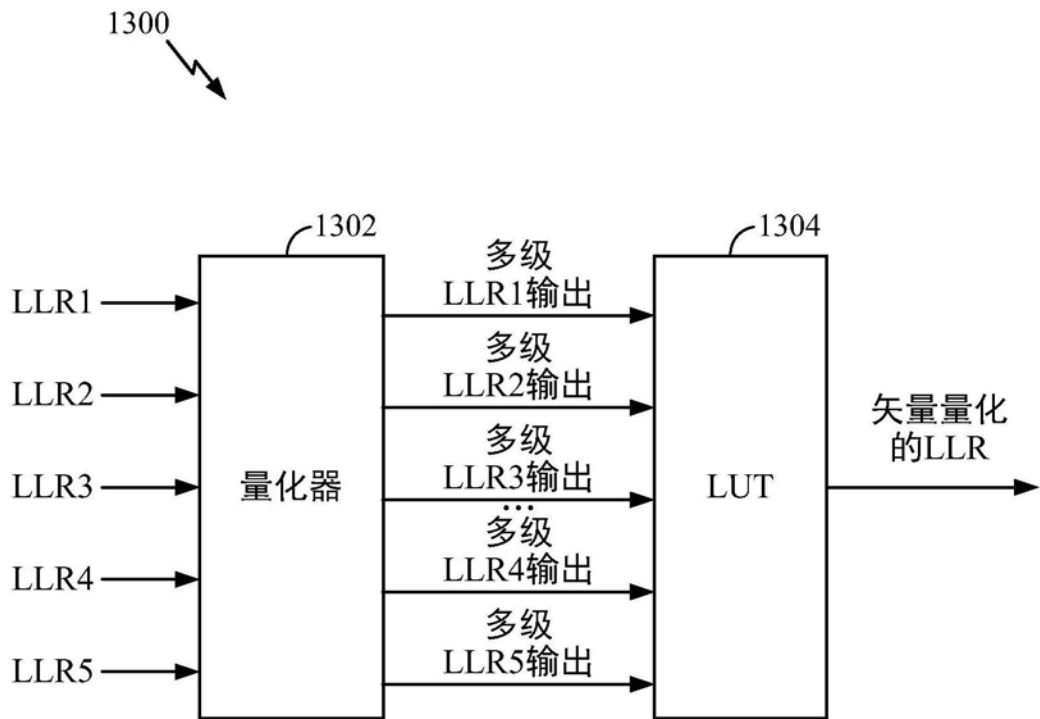 1300
1302
1304
LLR1
LLR2
LLR3
LLR4
LLR5
量化器
多级
LLR1输出
多级
LLR2输出
多级
LLR3输出
...
多级
LLR4输出
多级
LLR5输出
LUT
矢量量化
的LLR